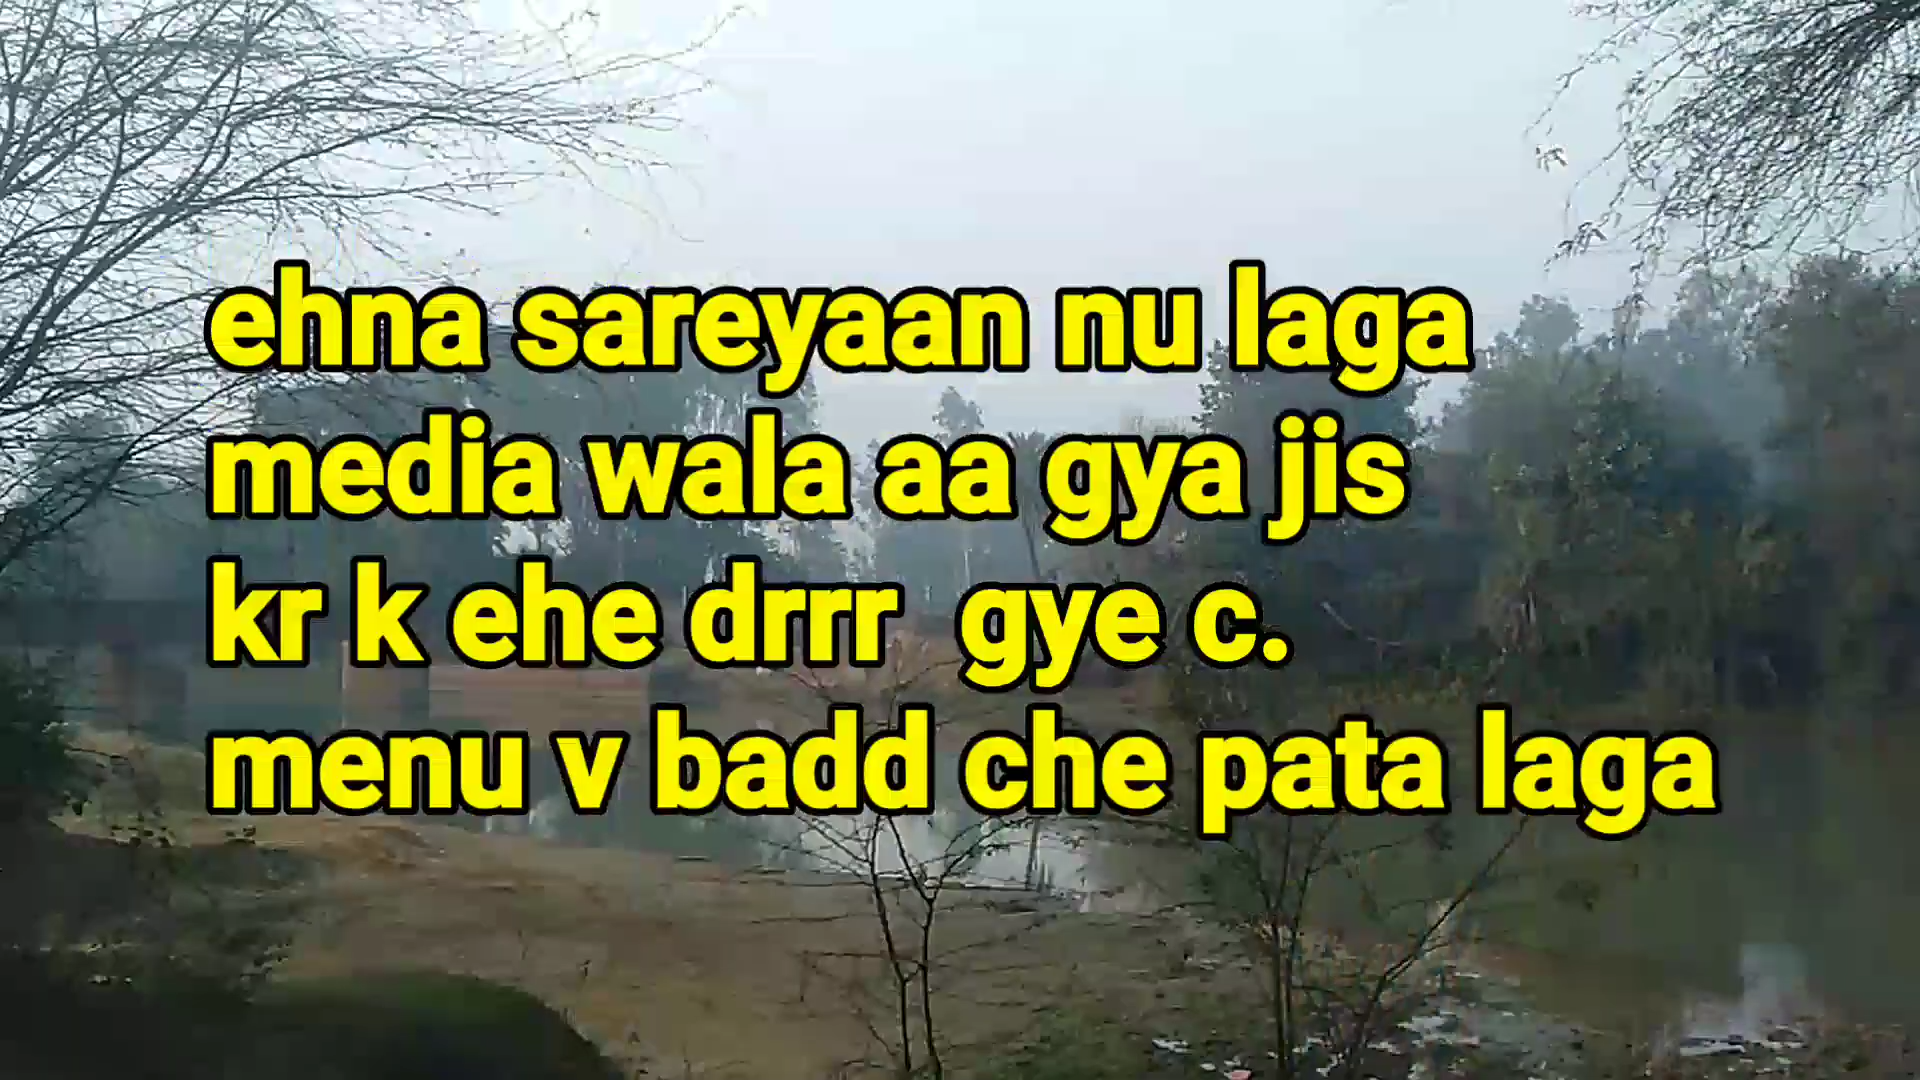 ehna sareyaan nu laga
media wala aa gya jis
kr k ehe drrr  gye c.
menu v badd che pata laga